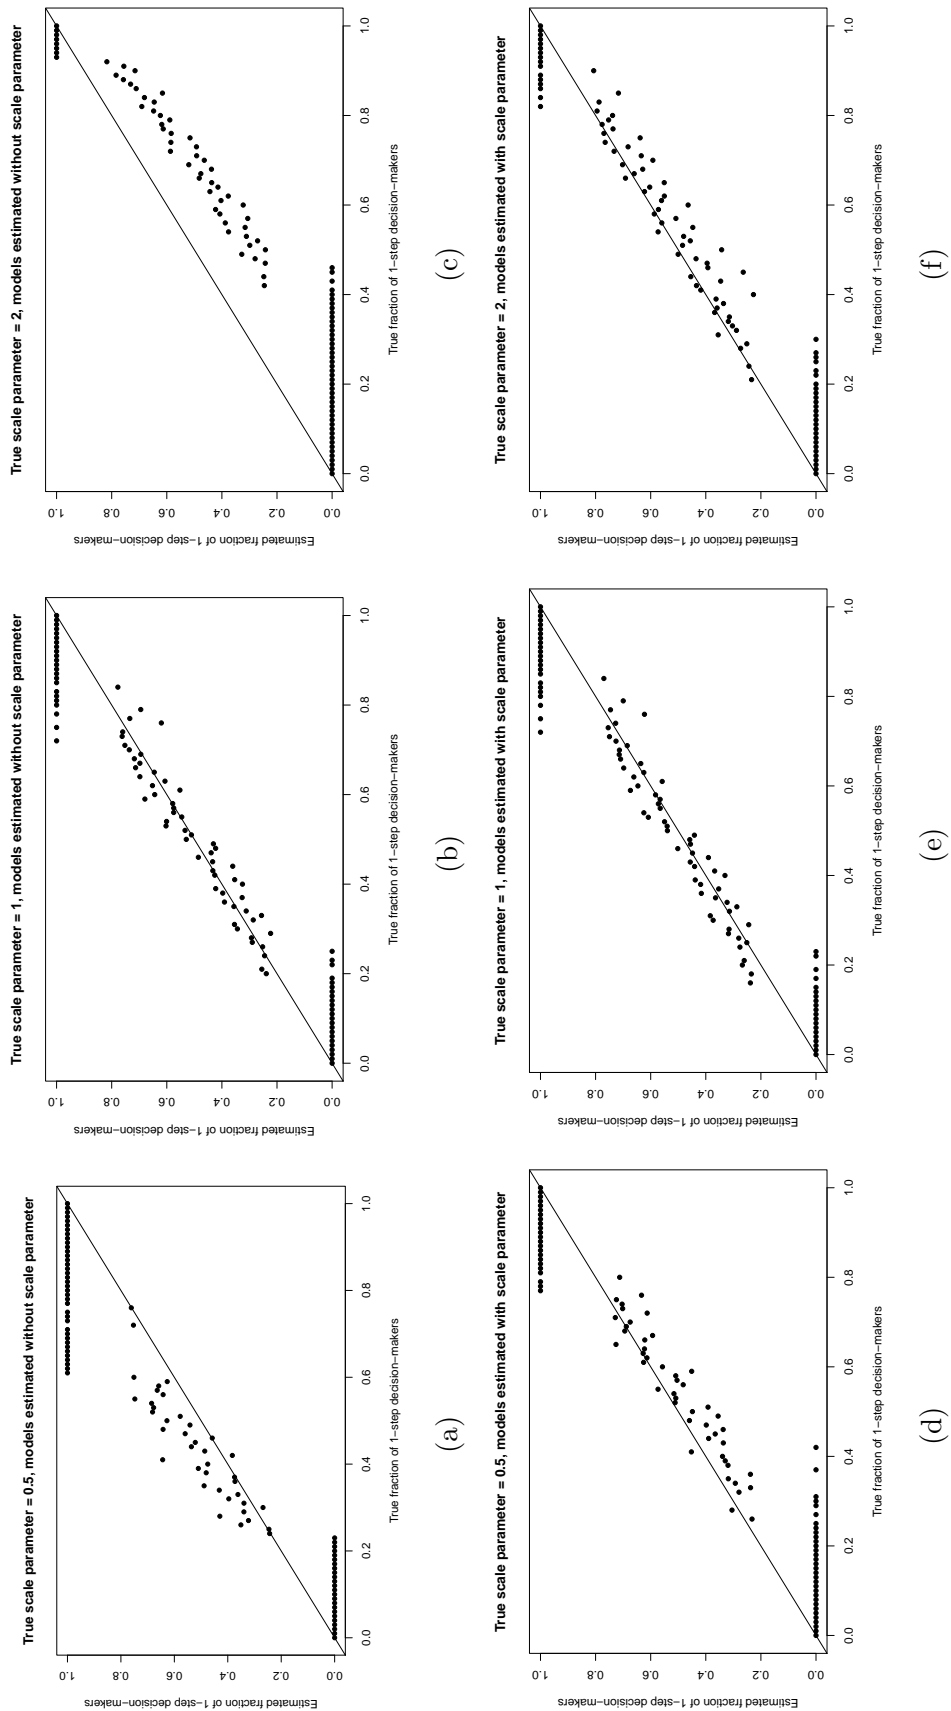 True scale parameter = 0.5, models estimated without scale parameter
Estimated fraction of 1−step decision−makers
1.0
0.8
0.6
0.4
0.2
0.0
0.0 0.2 0.4 0.6 0.8 1.0
True fraction of 1−step decision−makers
(a)
True scale parameter = 1, models estimated without scale parameter
Estimated fraction of 1−step decision−makers
1.0
0.8
0.6
0.4
0.2
0.0
0.0 0.2 0.4 0.6 0.8 1.0
True fraction of 1−step decision−makers
(b)
True scale parameter = 2, models estimated without scale parameter
Estimated fraction of 1−step decision−makers
1.0
0.8
0.6
0.4
0.2
0.0
0.0 0.2 0.4 0.6 0.8 1.0
True fraction of 1−step decision−makers
(c)
True scale parameter = 0.5, models estimated with scale parameter
Estimated fraction of 1−step decision−makers
1.0
0.8
0.6
0.4
0.2
0.0
0.0 0.2 0.4 0.6 0.8 1.0
True fraction of 1−step decision−makers
(d)
True scale parameter = 1, models estimated with scale parameter
Estimated fraction of 1−step decision−makers
1.0
0.8
0.6
0.4
0.2
0.0
0.0 0.2 0.4 0.6 0.8 1.0
True fraction of 1−step decision−makers
(e)
True scale parameter = 2, models estimated with scale parameter
Estimated fraction of 1−step decision−makers
1.0
0.8
0.6
0.4
0.2
0.0
0.0 0.2 0.4 0.6 0.8 1.0
True fraction of 1−step decision−makers
(f)